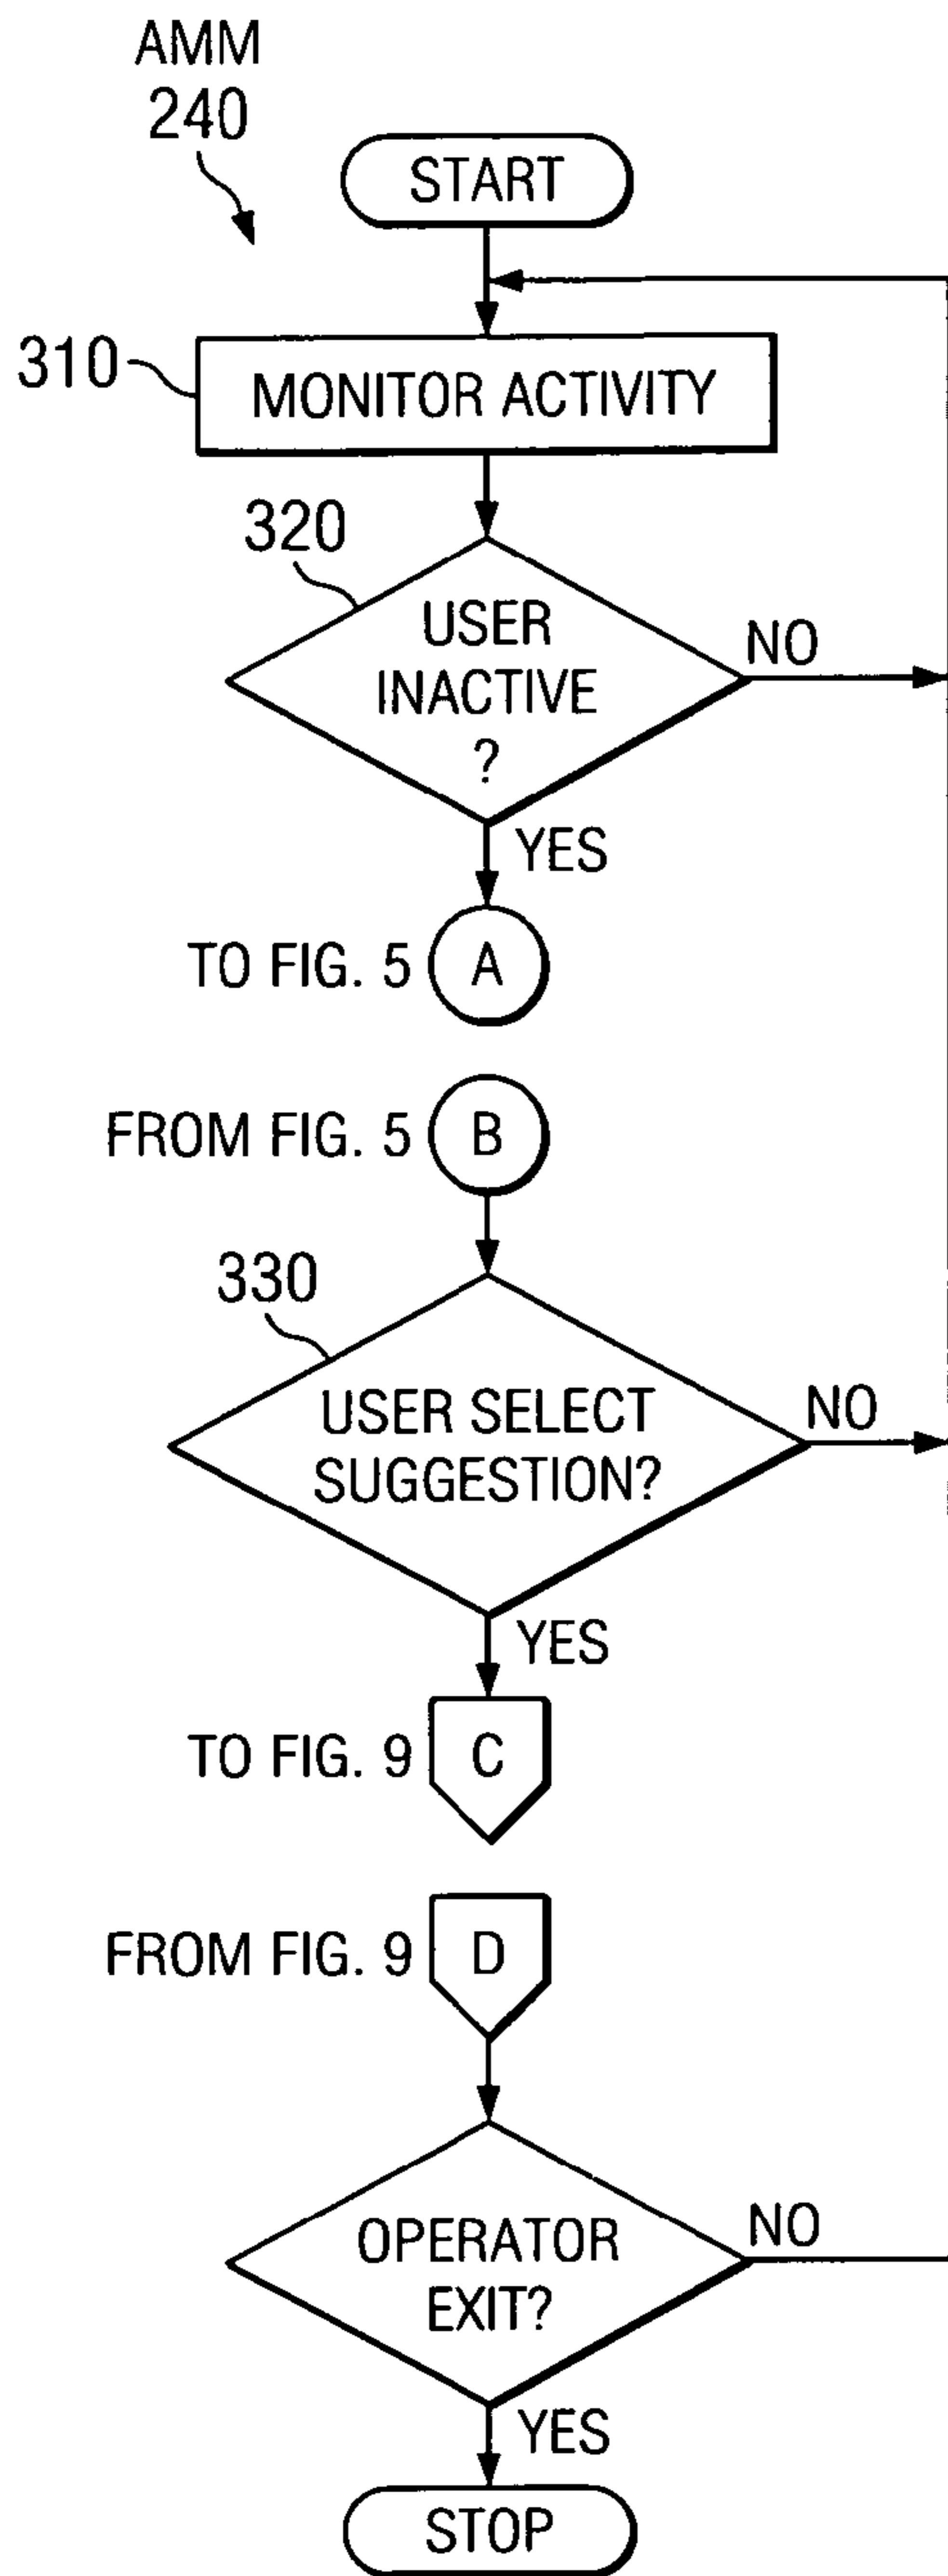 AMM
240
START
310
MONITOR ACTIVITY
320
USER
INACTIVE
?
NO
YES
TO FIG. 5
A
FROM FIG. 5
B
330
USER SELECT
SUGGESTION?
NO
YES
TO FIG. 9
C
FROM FIG. 9
D
OPERATOR
EXIT?
NO
YES
STOP